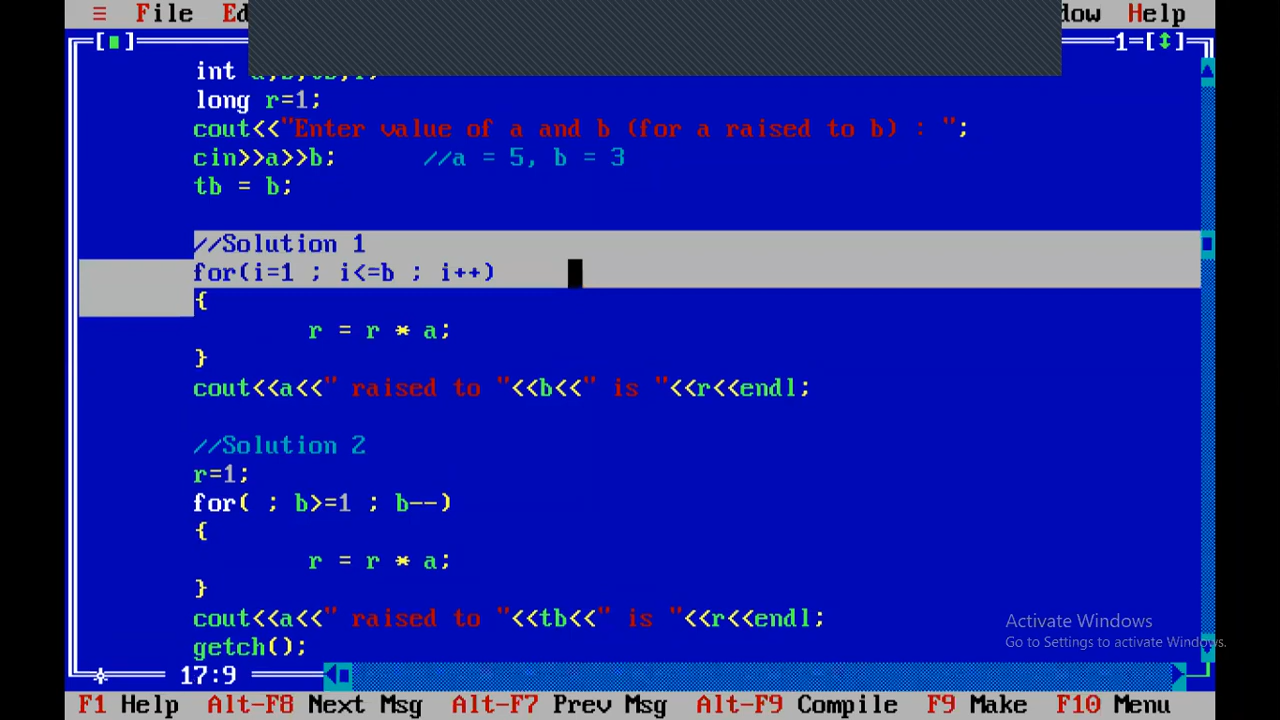 ≡ File Help
1=[↕]
int
long r=1;
cout<<"Enter value of a and b (for a raised to b) : ";
cin>>a>>b; //a = 5, b = 3
tb = b;
//Solution 1
for(i=1 ; i<=b ; i++)
{
r = r * a;
}
cout<<a<<" raised to "<<b<<" is "<<r<<endl;
//Solution 2
r=1;
for( ; b>=1 ; b--)
{
r = r * a;
}
cout<<a<<" raised to "<<tb<<" is "<<r<<endl;
getch();
Activate Windows
Go to Settings to activate Windows.
17:9
F1 Help Alt-F8 Next Msg Alt-F7 Prev Msg Alt-F9 Compile F9 Make F10 Menu